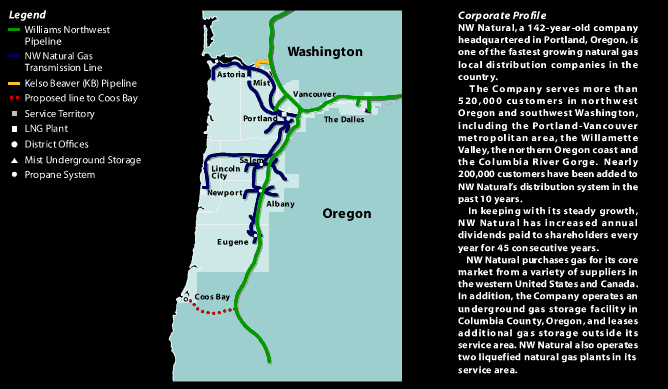 Legend
Williams Northwest
Pipeline
NW Natural Gas
Transmission Line
Kelso Beaver (KB) Pipeline
Proposed line to Coos Bay
Service Territory
LNG Plant
District Offices
Mist Underground Storage
Propane System
Washington
Astoria
Mist
Vancouver
Portland
The Dalles
Salem
Lincoln
City
Newport
Albany
Oregon
Eugene
Coos Bay
Corporate Profile
NW Natural, a 142-year-old company
headquartered in Portland, Oregon, is
one of the fastest growing natural gas
local distribution companies in the
country.
The Company serves more than
520,000 customers in northwest
Oregon and southwest Washington,
including the Portland-Vancouver
metropolitan area, the Willamette
Valley, the northern Oregon coast and
the Columbia River Gorge. Nearly
200,000 customers have been added to
NW Natural's distribution system in the
past 10 years.
In keeping with its steady growth,
NW Natural has increased annual
dividends paid to shareholders every
year for 45 consecutive years.
NW Natural purchases gas for its core
market from a variety of suppliers in
the western United States and Canada.
In addition, the Company operates an
underground gas storage facility in
Columbia County, Oregon, and leases
additional gas storage outside its
service area. NW Natural also operates
two liquefied natural gas plants in its
service area.